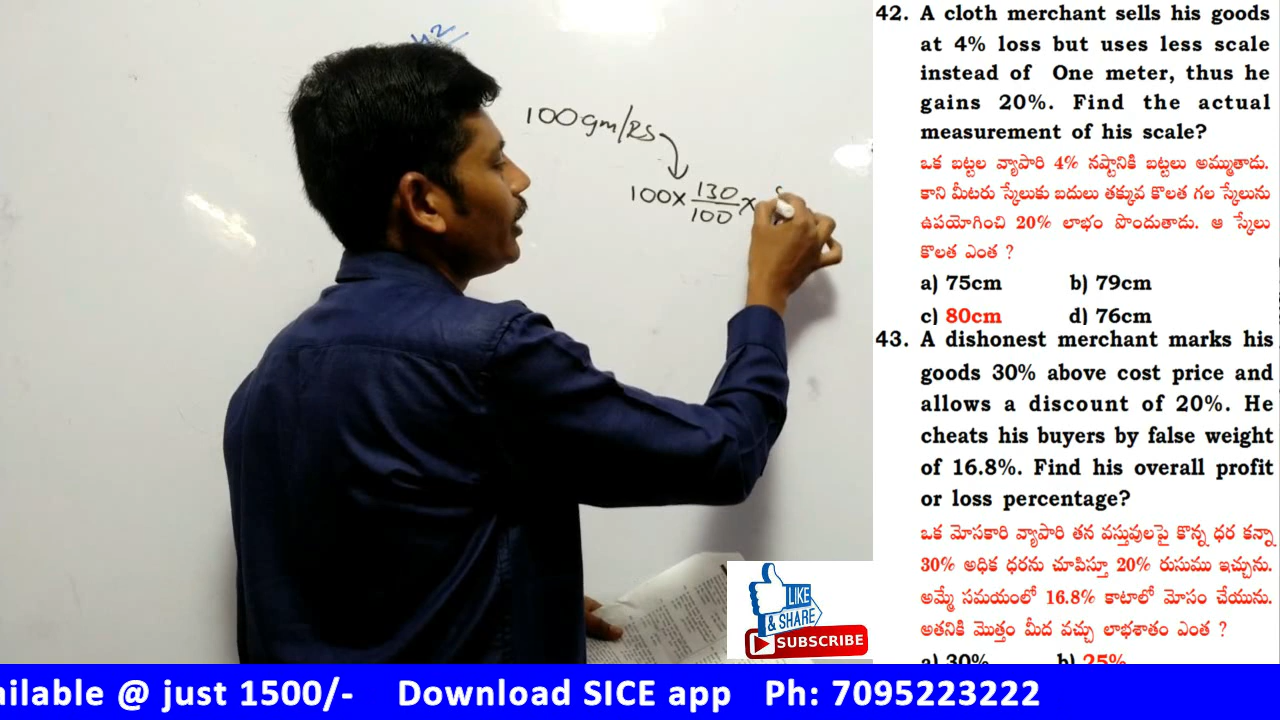 100gm/RS
100× 130/100 ×
42. A cloth merchant sells his goods
at 4% loss but uses less scale
instead of One meter, thus he
gains 20%. Find the actual
measurement of his scale?
ఒక బట్టల వ్యాపారి 4% నష్టానికి బట్టలు అమ్ముతాడు.
కాని మీటరు స్కేలుకు బదులు తక్కువ కొలత గల స్కేలును
ఉపయోగించి 20% లాభం పొందుతాడు. ఆ స్కేలు
కొలత ఎంత ?
a) 75cm b) 79cm
c) 80cm d) 76cm
43. A dishonest merchant marks his
goods 30% above cost price and
allows a discount of 20%. He
cheats his buyers by false weight
of 16.8%. Find his overall profit
or loss percentage?
ఒక మోసకారి వ్యాపారి తన వస్తువులపై కొన్న ధర కన్నా
30% అధిక ధరను చూపిస్తూ 20% రుసుము ఇచ్చును.
అమ్మే సమయంలో 16.8% కాటాలో మోసం చేయును.
అతనికి మొత్తం మీద వచ్చు లాభశాతం ఎంత ?
a) 30% b) 25%
LIKE
& SHARE
SUBSCRIBE
ailable @ just 1500/- Download SICE app Ph: 7095223222